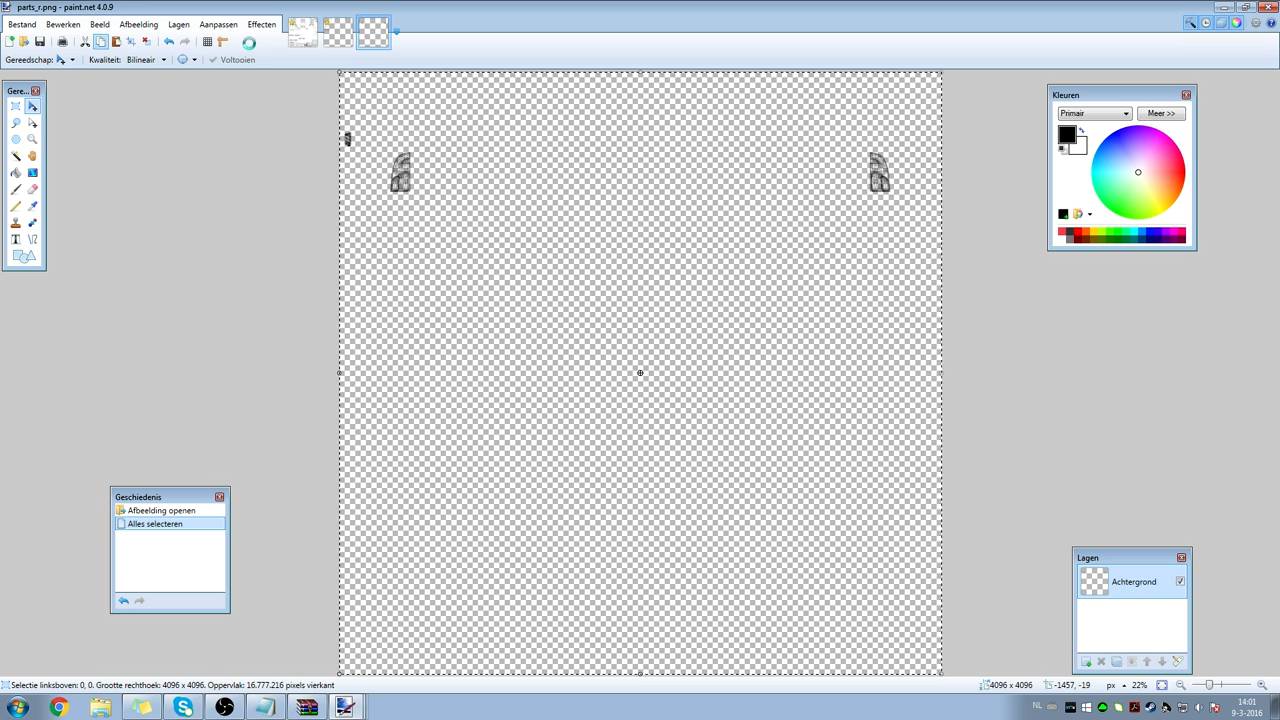 parts_r.png - paint.net 4.0.9
Bestand Bewerken Beeld Afbeelding Lagen Aanpassen Effecten
Gereedschap: Kwaliteit: Bilineair Voltooien
Gere...
Kleuren
Primair Meer >>
Geschiedenis
Afbeelding openen
Alles selecteren
Lagen
Achtergrond
Selectie linksboven: 0, 0. Grootte rechthoek: 4096 x 4096. Oppervlak: 16.777.216 pixels vierkant 4096 x 4096 -1457, -19 px 22%
NL 14:01
9-3-2016